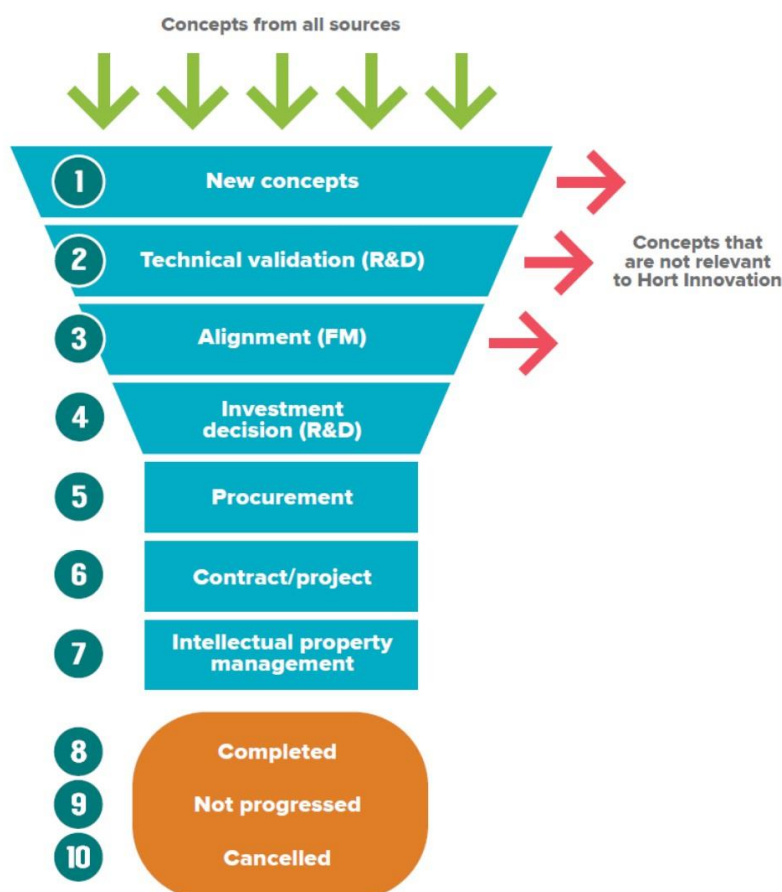 Concepts from all sources
1
New concepts
2
Technical validation (R&D)
Concepts that
are not relevant
to Hort Innovation
3
Alignment (FM)
4
Investment
decision (R&D)
5
Procurement
6
Contract/project
7
Intellectual property
management
8
Completed
9
Not progressed
10
Cancelled